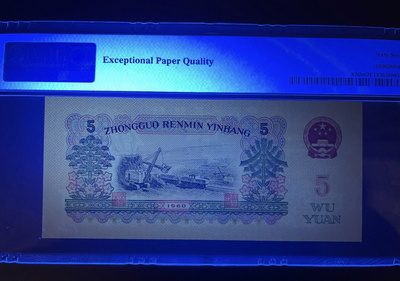 Exceptional Paper Quality
5 5
ZHONGGUO RENMIN YINHANG
5
1960
WU
YUAN